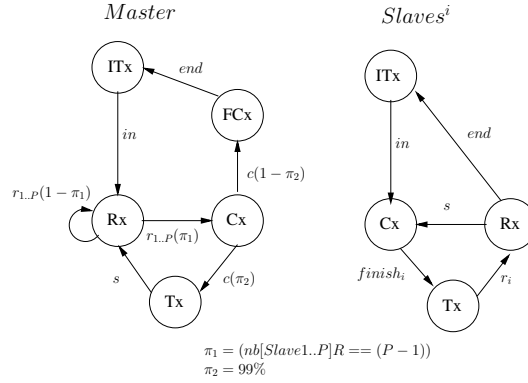 Master
Slaves^i
ITx
ITx
end
FCx
in
in
end
c(1 − π_2)
r_{1..P}(1 − π_1)
Rx
r_{1..P}(π_1)
Cx
Cx
s
Rx
s
c(π_2)
finish_i
r_i
Tx
Tx
π_1 = (nb[Slave1..P]R == (P − 1))
π_2 = 99%